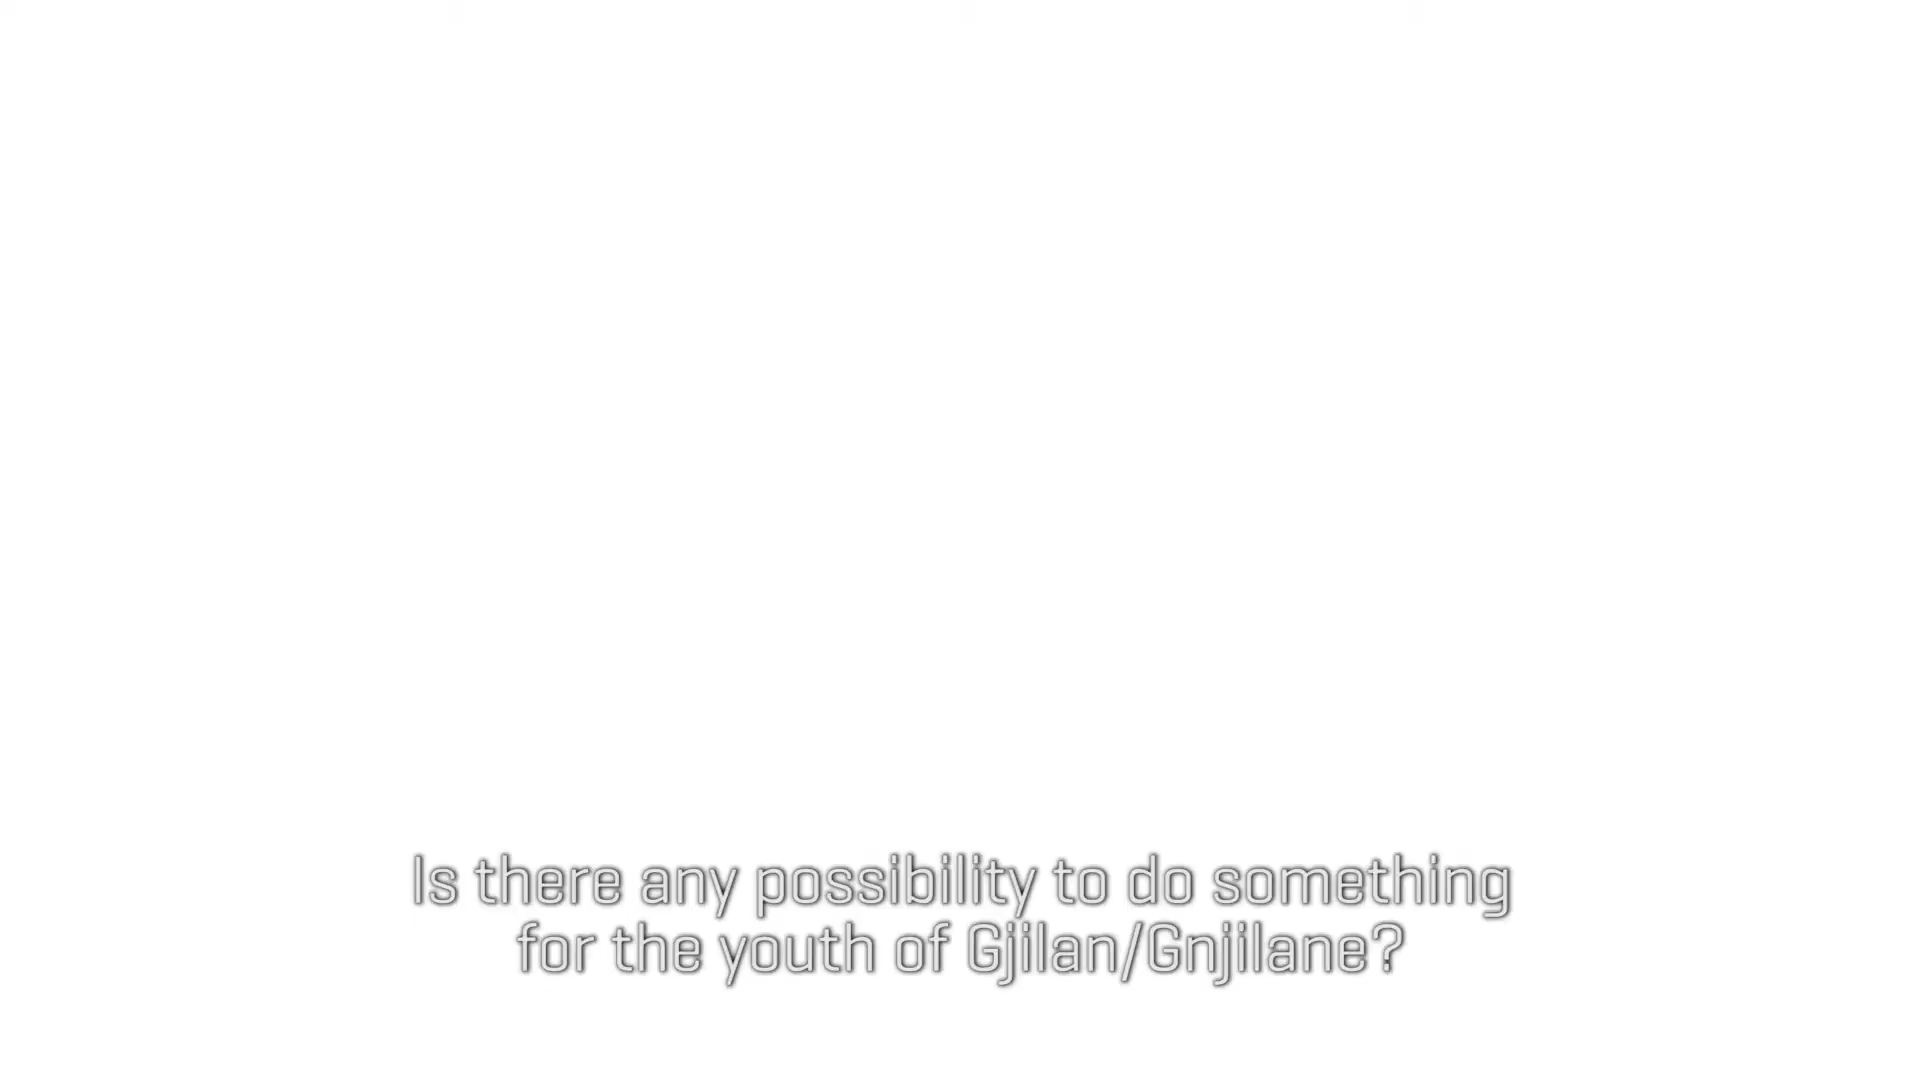 Is there any possibility to do something
for the youth of Gjilan/Gnjilane?